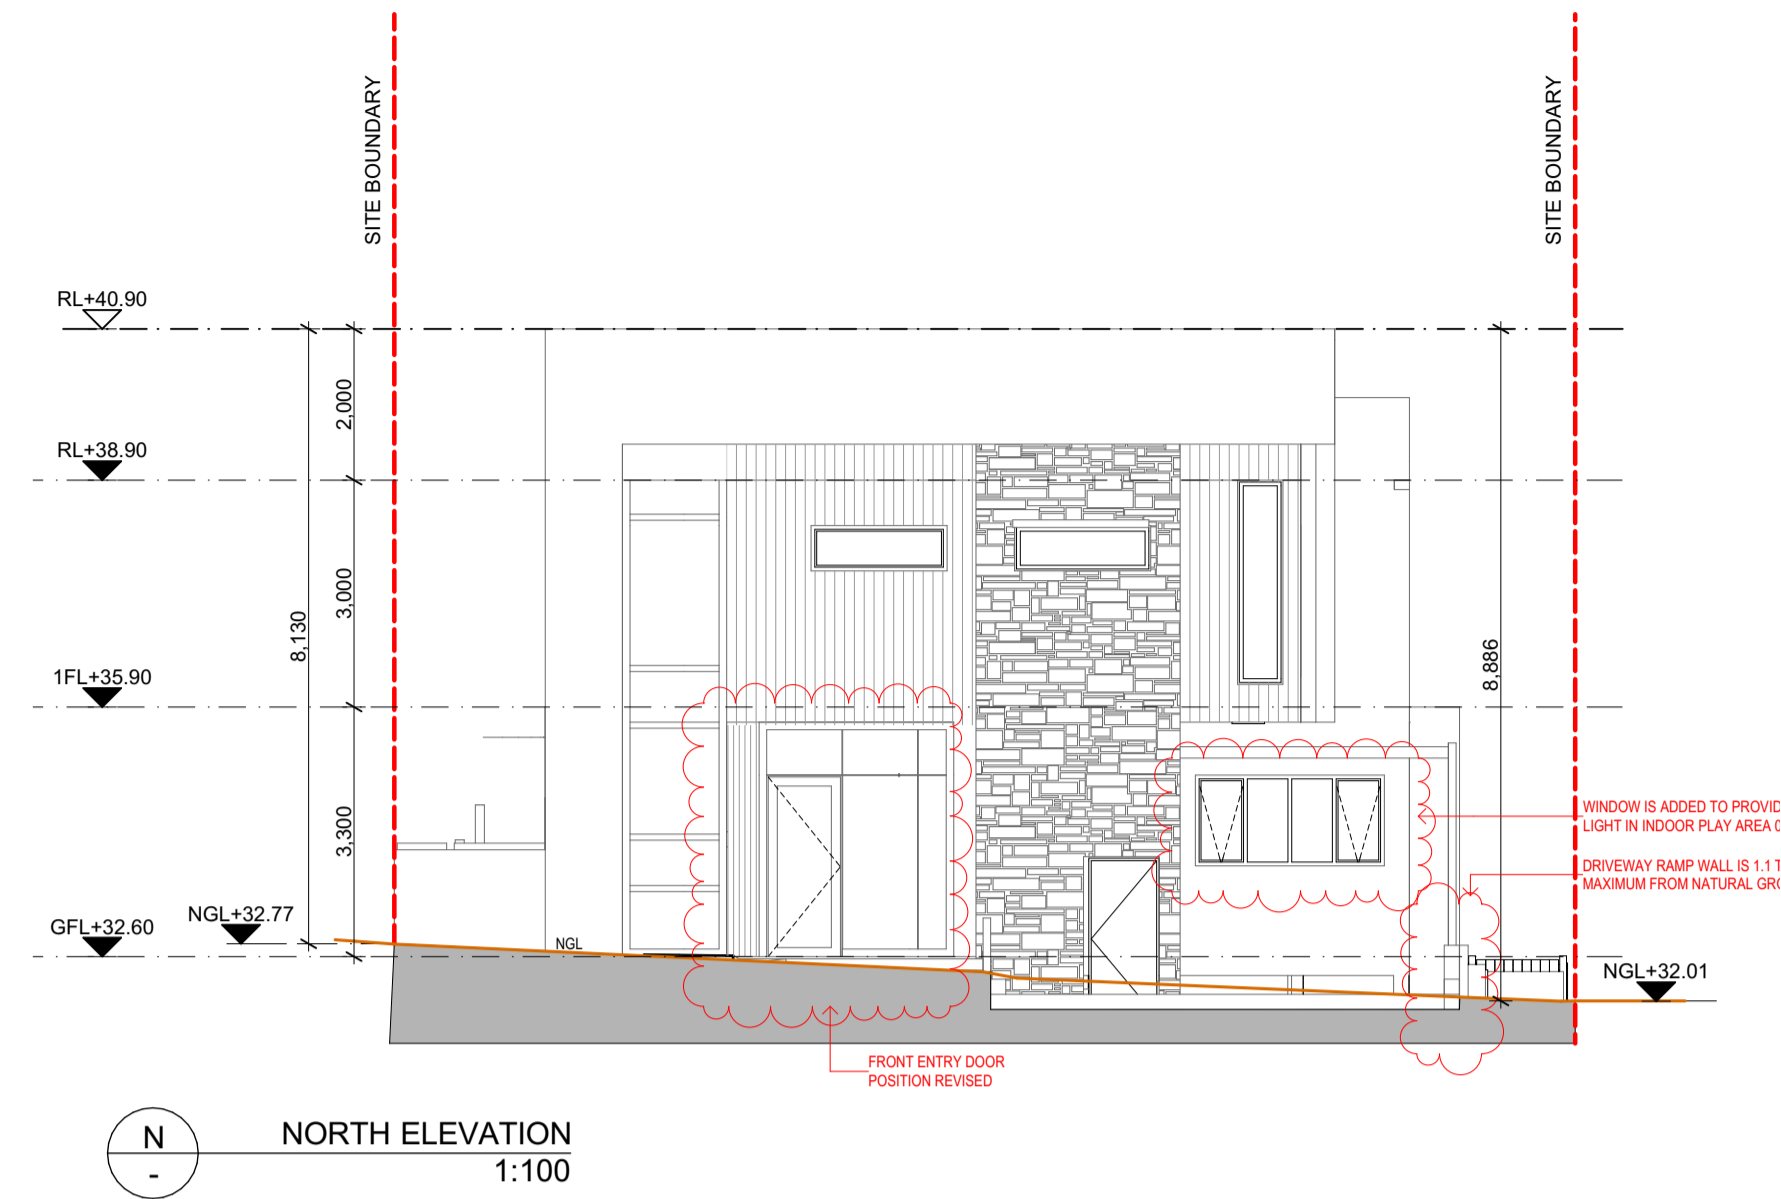 SITE BOUNDARY
SITE BOUNDARY
RL+40.90
2,000
RL+38.90
3,000
8,130
8,886
1FL+35.90
3,300
WINDOW IS ADDED TO PROVID
LIGHT IN INDOOR PLAY AREA 0
DRIVEWAY RAMP WALL IS 1.1 T
MAXIMUM FROM NATURAL GRO
NGL+32.77
GFL+32.60
NGL
NGL+32.01
FRONT ENTRY DOOR
POSITION REVISED
N
-
NORTH ELEVATION
1:100